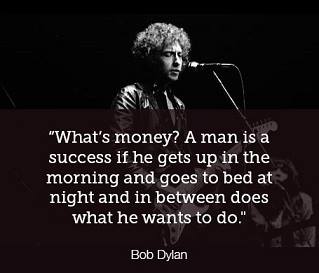 “What’s money? A man is a
success if he gets up in the
morning and goes to bed at
night and in between does
what he wants to do."
Bob Dylan